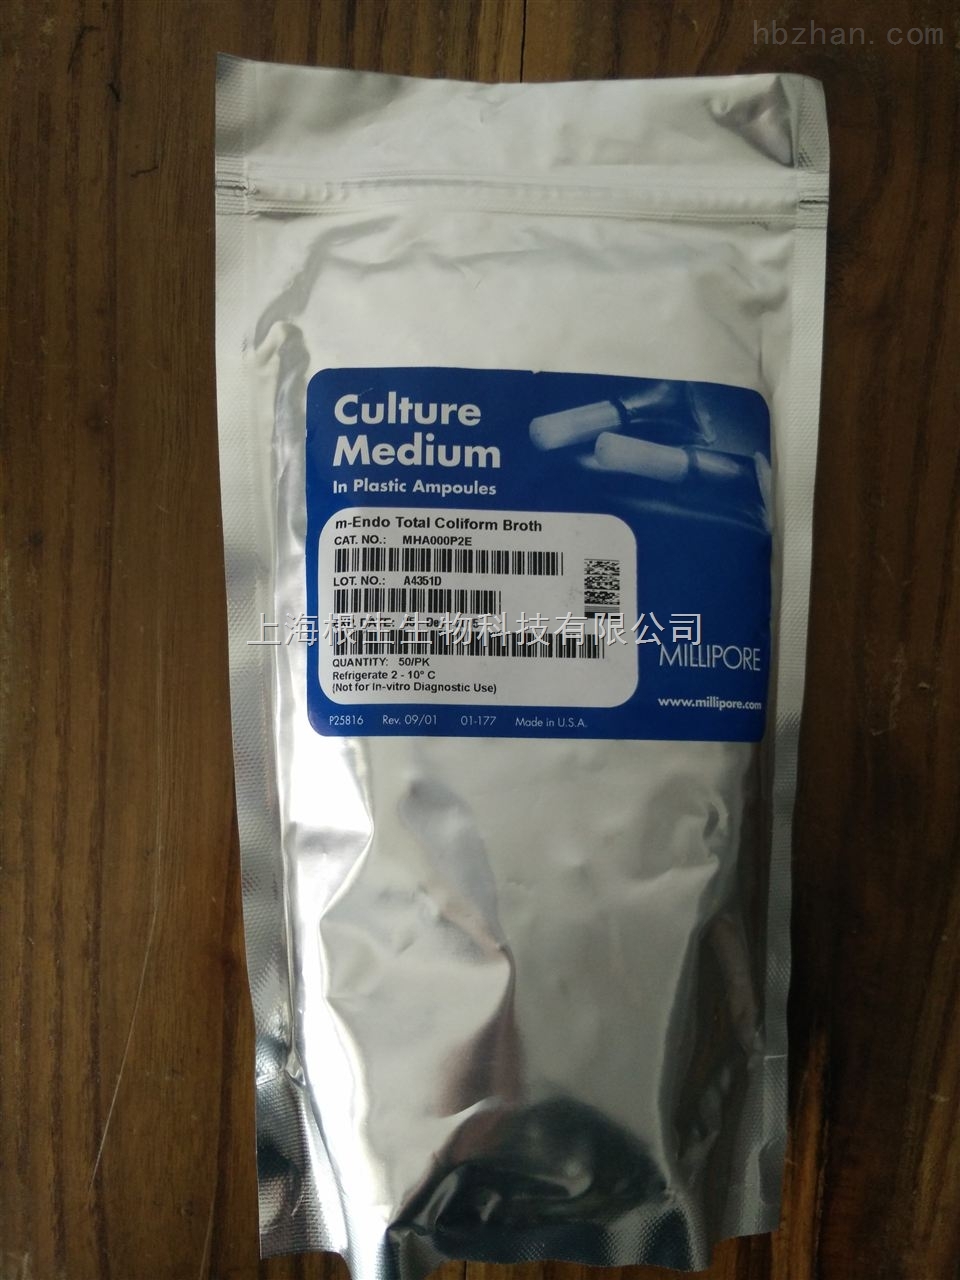 hbzhan.com
Culture
Medium
In Plastic Ampoules
m-Endo Total Coliform Broth
CAT. NO.: MHA000P2E
LOT. NO.: A4351D
DATE:
上海根生生物科技有限公司
MILLIPORE
QUANTITY: 50/PK
Refrigerate 2 - 10° C
(Not for In-vitro Diagnostic Use)
www.millipore.com
P25816 Rev. 09/01 01-177 Made in U.S.A.